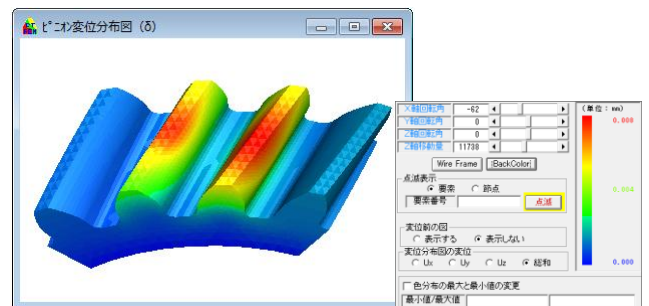 ピニオン変位分布図 (δ)
X軸回転角 -62
Y軸回転角 0
Z軸回転角 0
Z軸移動量 11738
Wire Frame BackColor
点滅表示
要素 節点
要素番号 点滅
変位前の図
表示する 表示しない
変位分布図の変位
Ux Uy Uz 総和
色分布の最大と最小値の変更
最小値/最大値
(単位: mm)
0.008
0.004
0.000